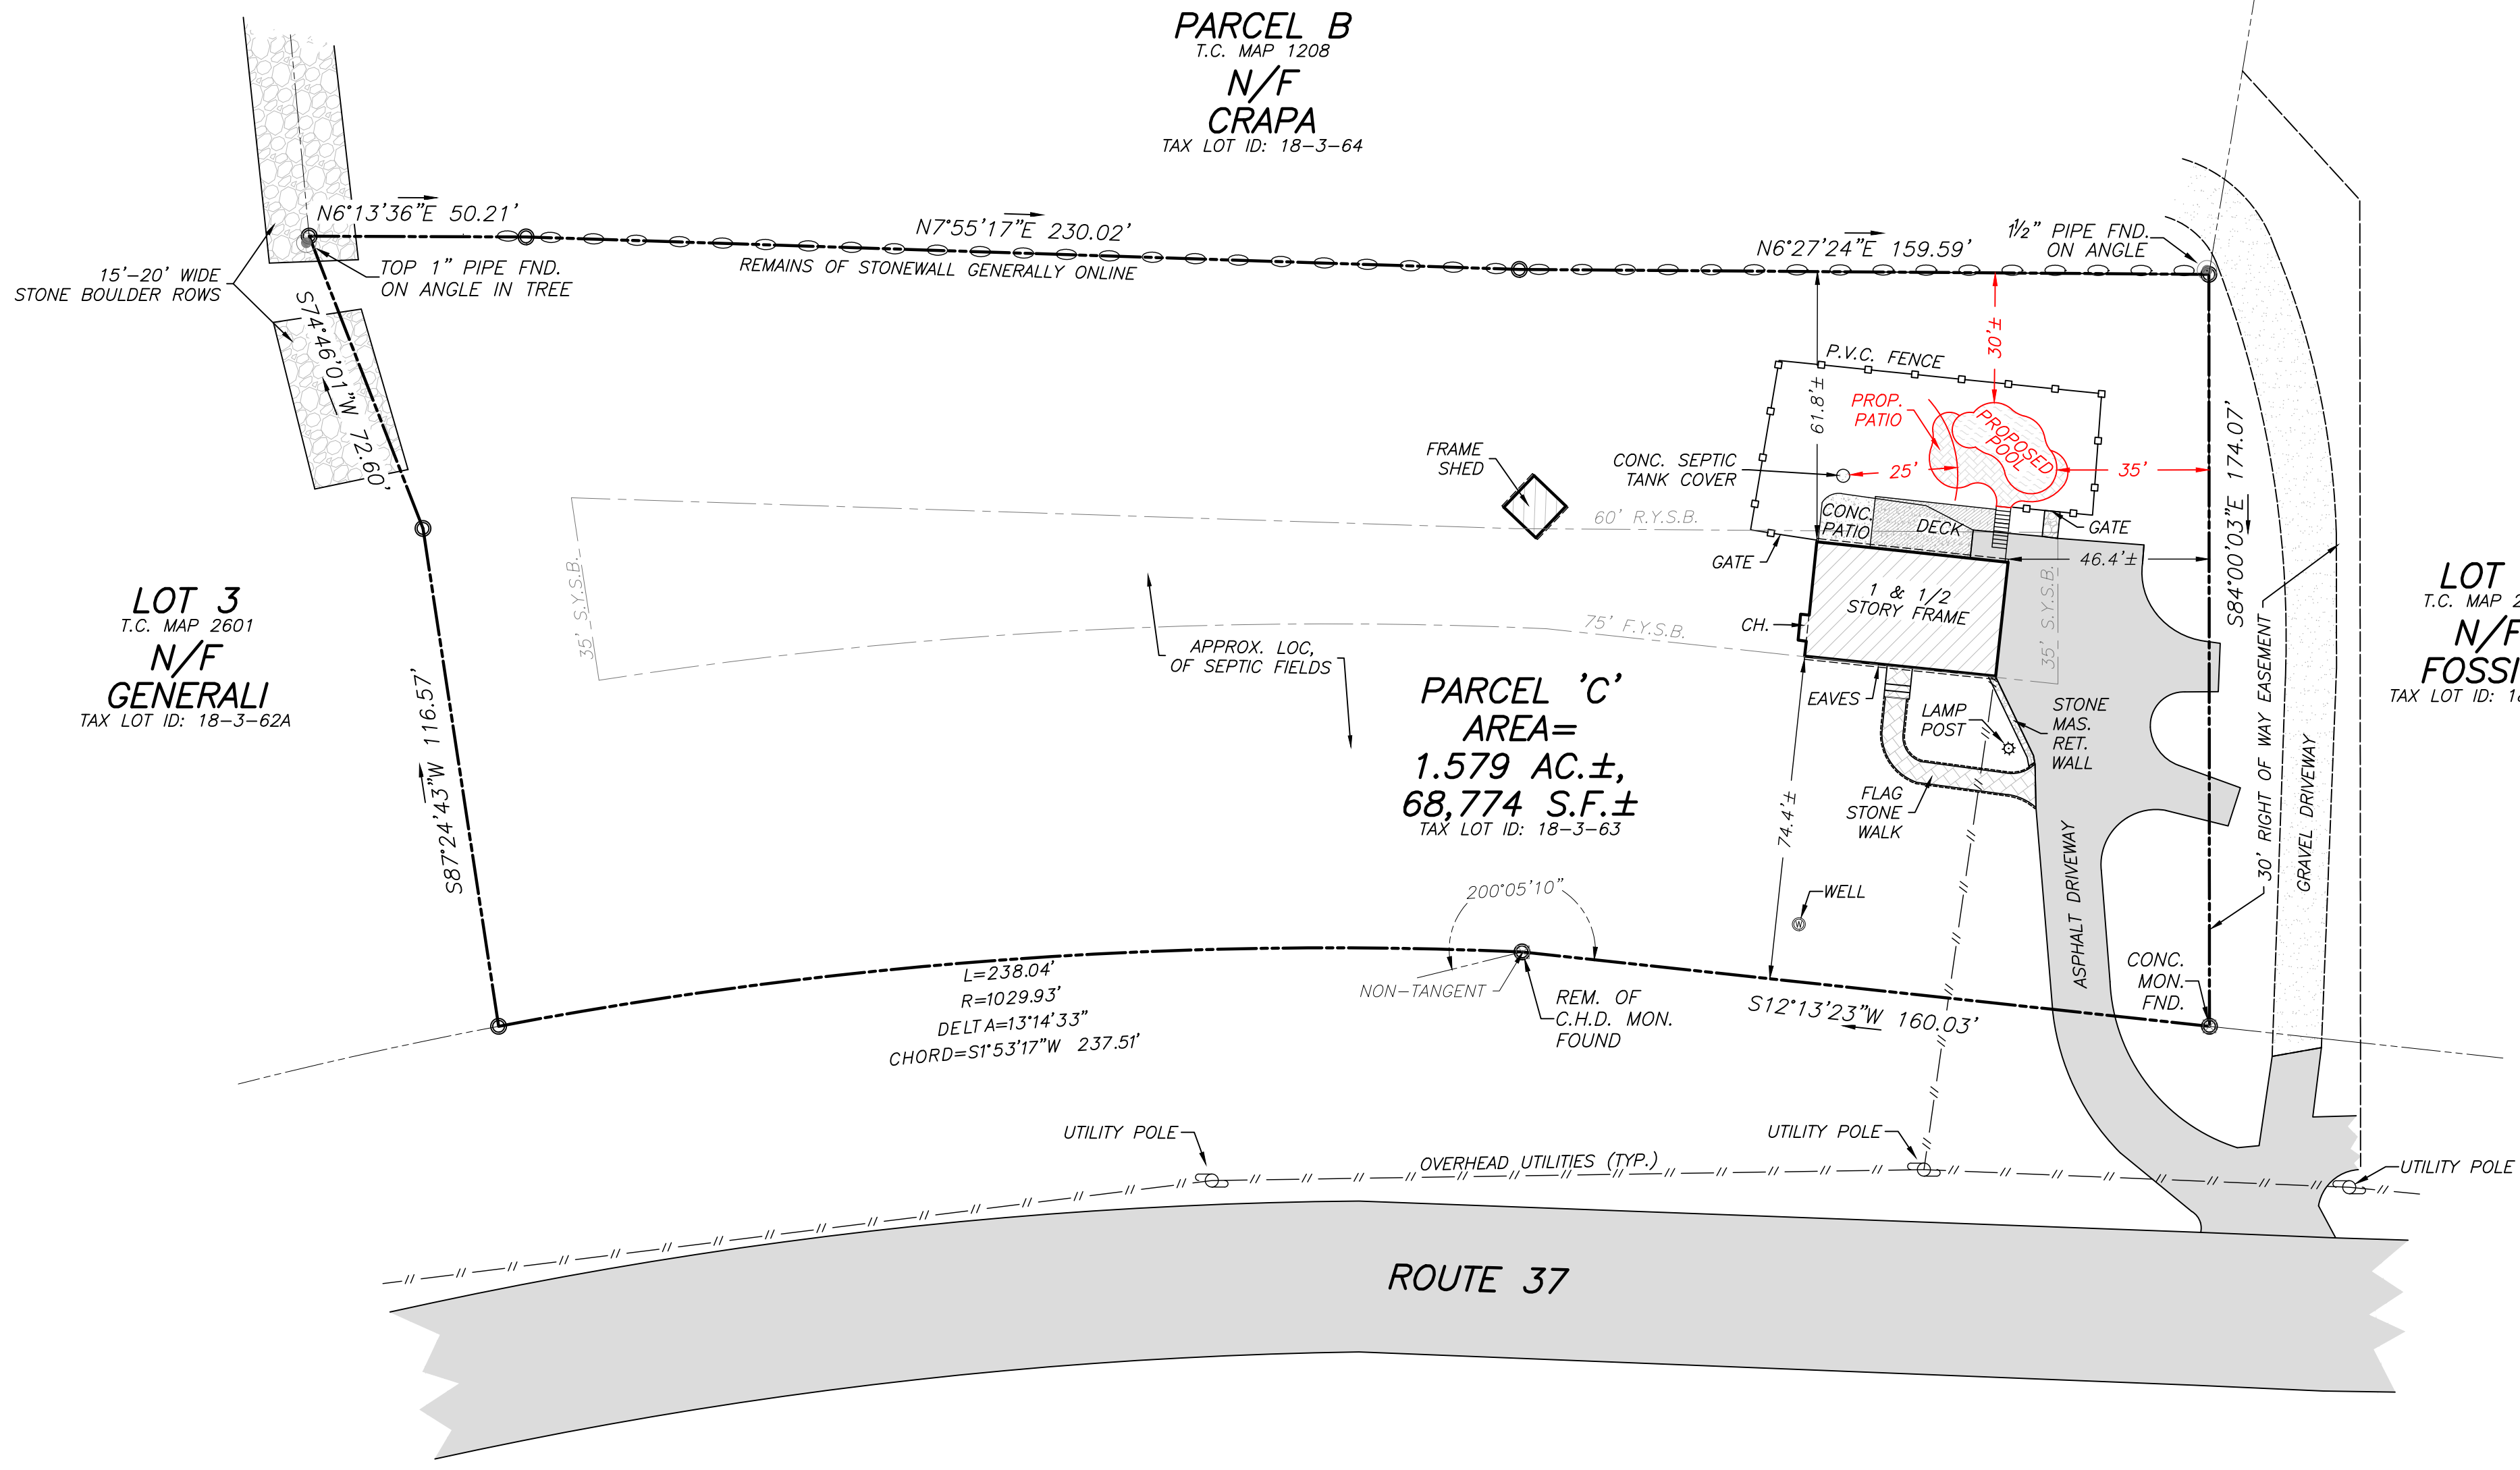 PARCEL B
T.C. MAP 1208
N/F
CRAPA
TAX LOT ID: 18-3-64
N6°13'36"E 50.21'
N7°55'17"E 230.02'
N6°27'24"E 159.59'
1½" PIPE FND.
ON ANGLE
15'-20' WIDE
STONE BOULDER ROWS
TOP 1" PIPE FND.
ON ANGLE IN TREE
REMAINS OF STONEWALL GENERALLY ONLINE
S74°46'01"W 72.60'
30'±
P.V.C. FENCE
61.8'±
PROP.
PATIO
PROPOSED
POOL
S84°00'03"E 174.07'
FRAME
SHED
CONC. SEPTIC
TANK COVER
25'
35'
60' R.Y.S.B.
CONC.
PATIO
DECK
GATE
GATE
46.4'±
35' S.Y.S.B.
1 & 1/2
STORY FRAME
35' S.Y.S.B.
LOT 3
T.C. MAP 2601
N/F
GENERALI
TAX LOT ID: 18-3-62A
LOT
T.C. MAP 2
N/F
FOSSI
TAX LOT ID: 18
75' F.Y.S.B.
CH.
APPROX. LOC,
OF SEPTIC FIELDS
PARCEL 'C'
AREA=
1.579 AC.±,
68,774 S.F.±
TAX LOT ID: 18-3-63
EAVES
LAMP
POST
STONE
MAS.
RET.
WALL
S87°24'43"W 116.57'
74.4'±
FLAG
STONE
WALK
ASPHALT DRIVEWAY
30' RIGHT OF WAY EASEMENT
GRAVEL DRIVEWAY
200°05'10"
WELL
W
NON-TANGENT
L=238.04'
R=1029.93'
DELTA=13°14'33"
CHORD=S1°53'17"W 237.51'
REM. OF
C.H.D. MON.
FOUND
S12°13'23"W 160.03'
CONC.
MON.
FND.
UTILITY POLE
OVERHEAD UTILITIES (TYP.)
UTILITY POLE
UTILITY POLE
ROUTE 37